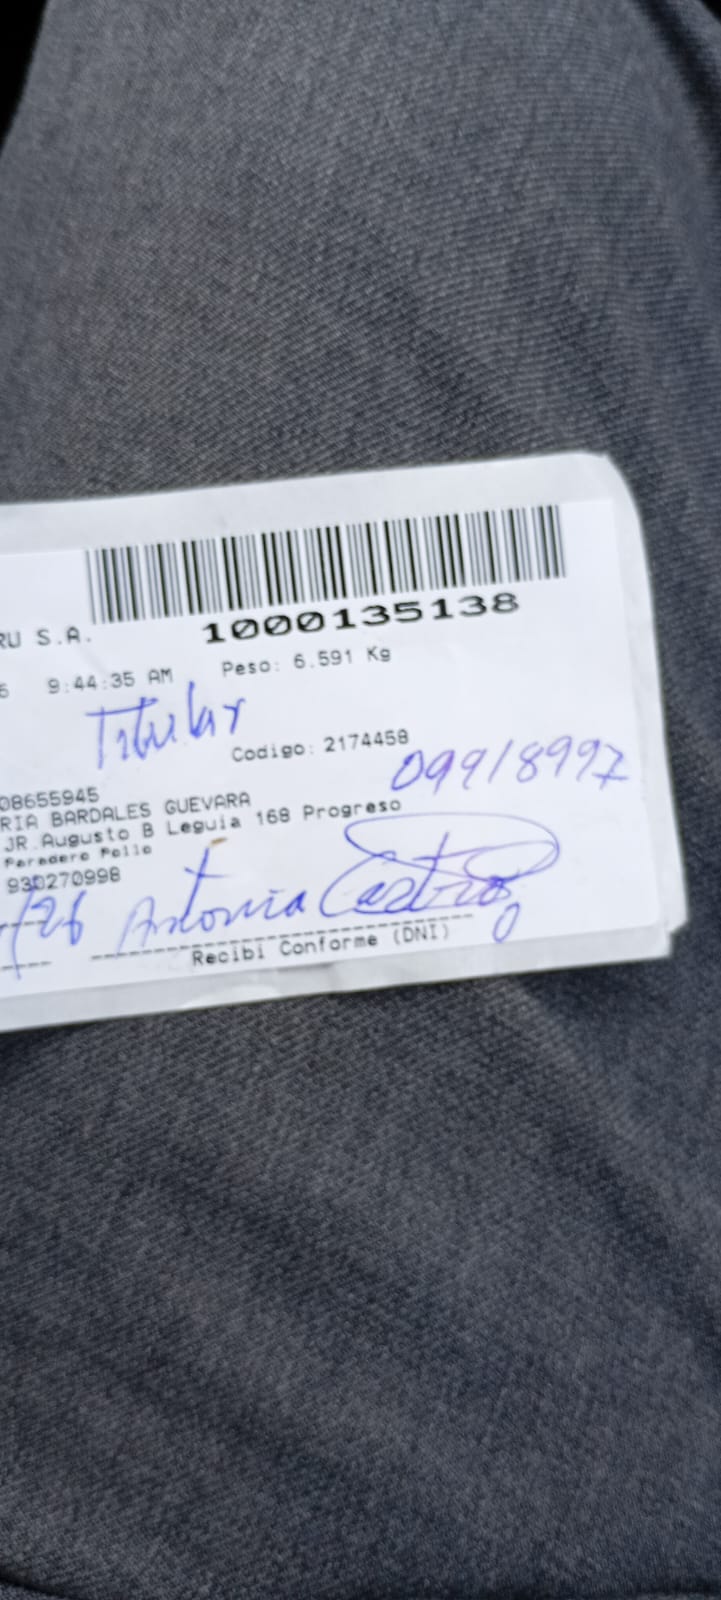 1000135138
RU S.A.
6 9:44:35 AM Peso: 6.591 Kg
Titular
Codigo: 2174458
09918997
08655945
RIA BARDALES GUEVARA
JR.Augusto B Leguia 168 Progreso
Paradero Pollo
930270998
/26 Antonia Castro
Recibi Conforme (DNI)